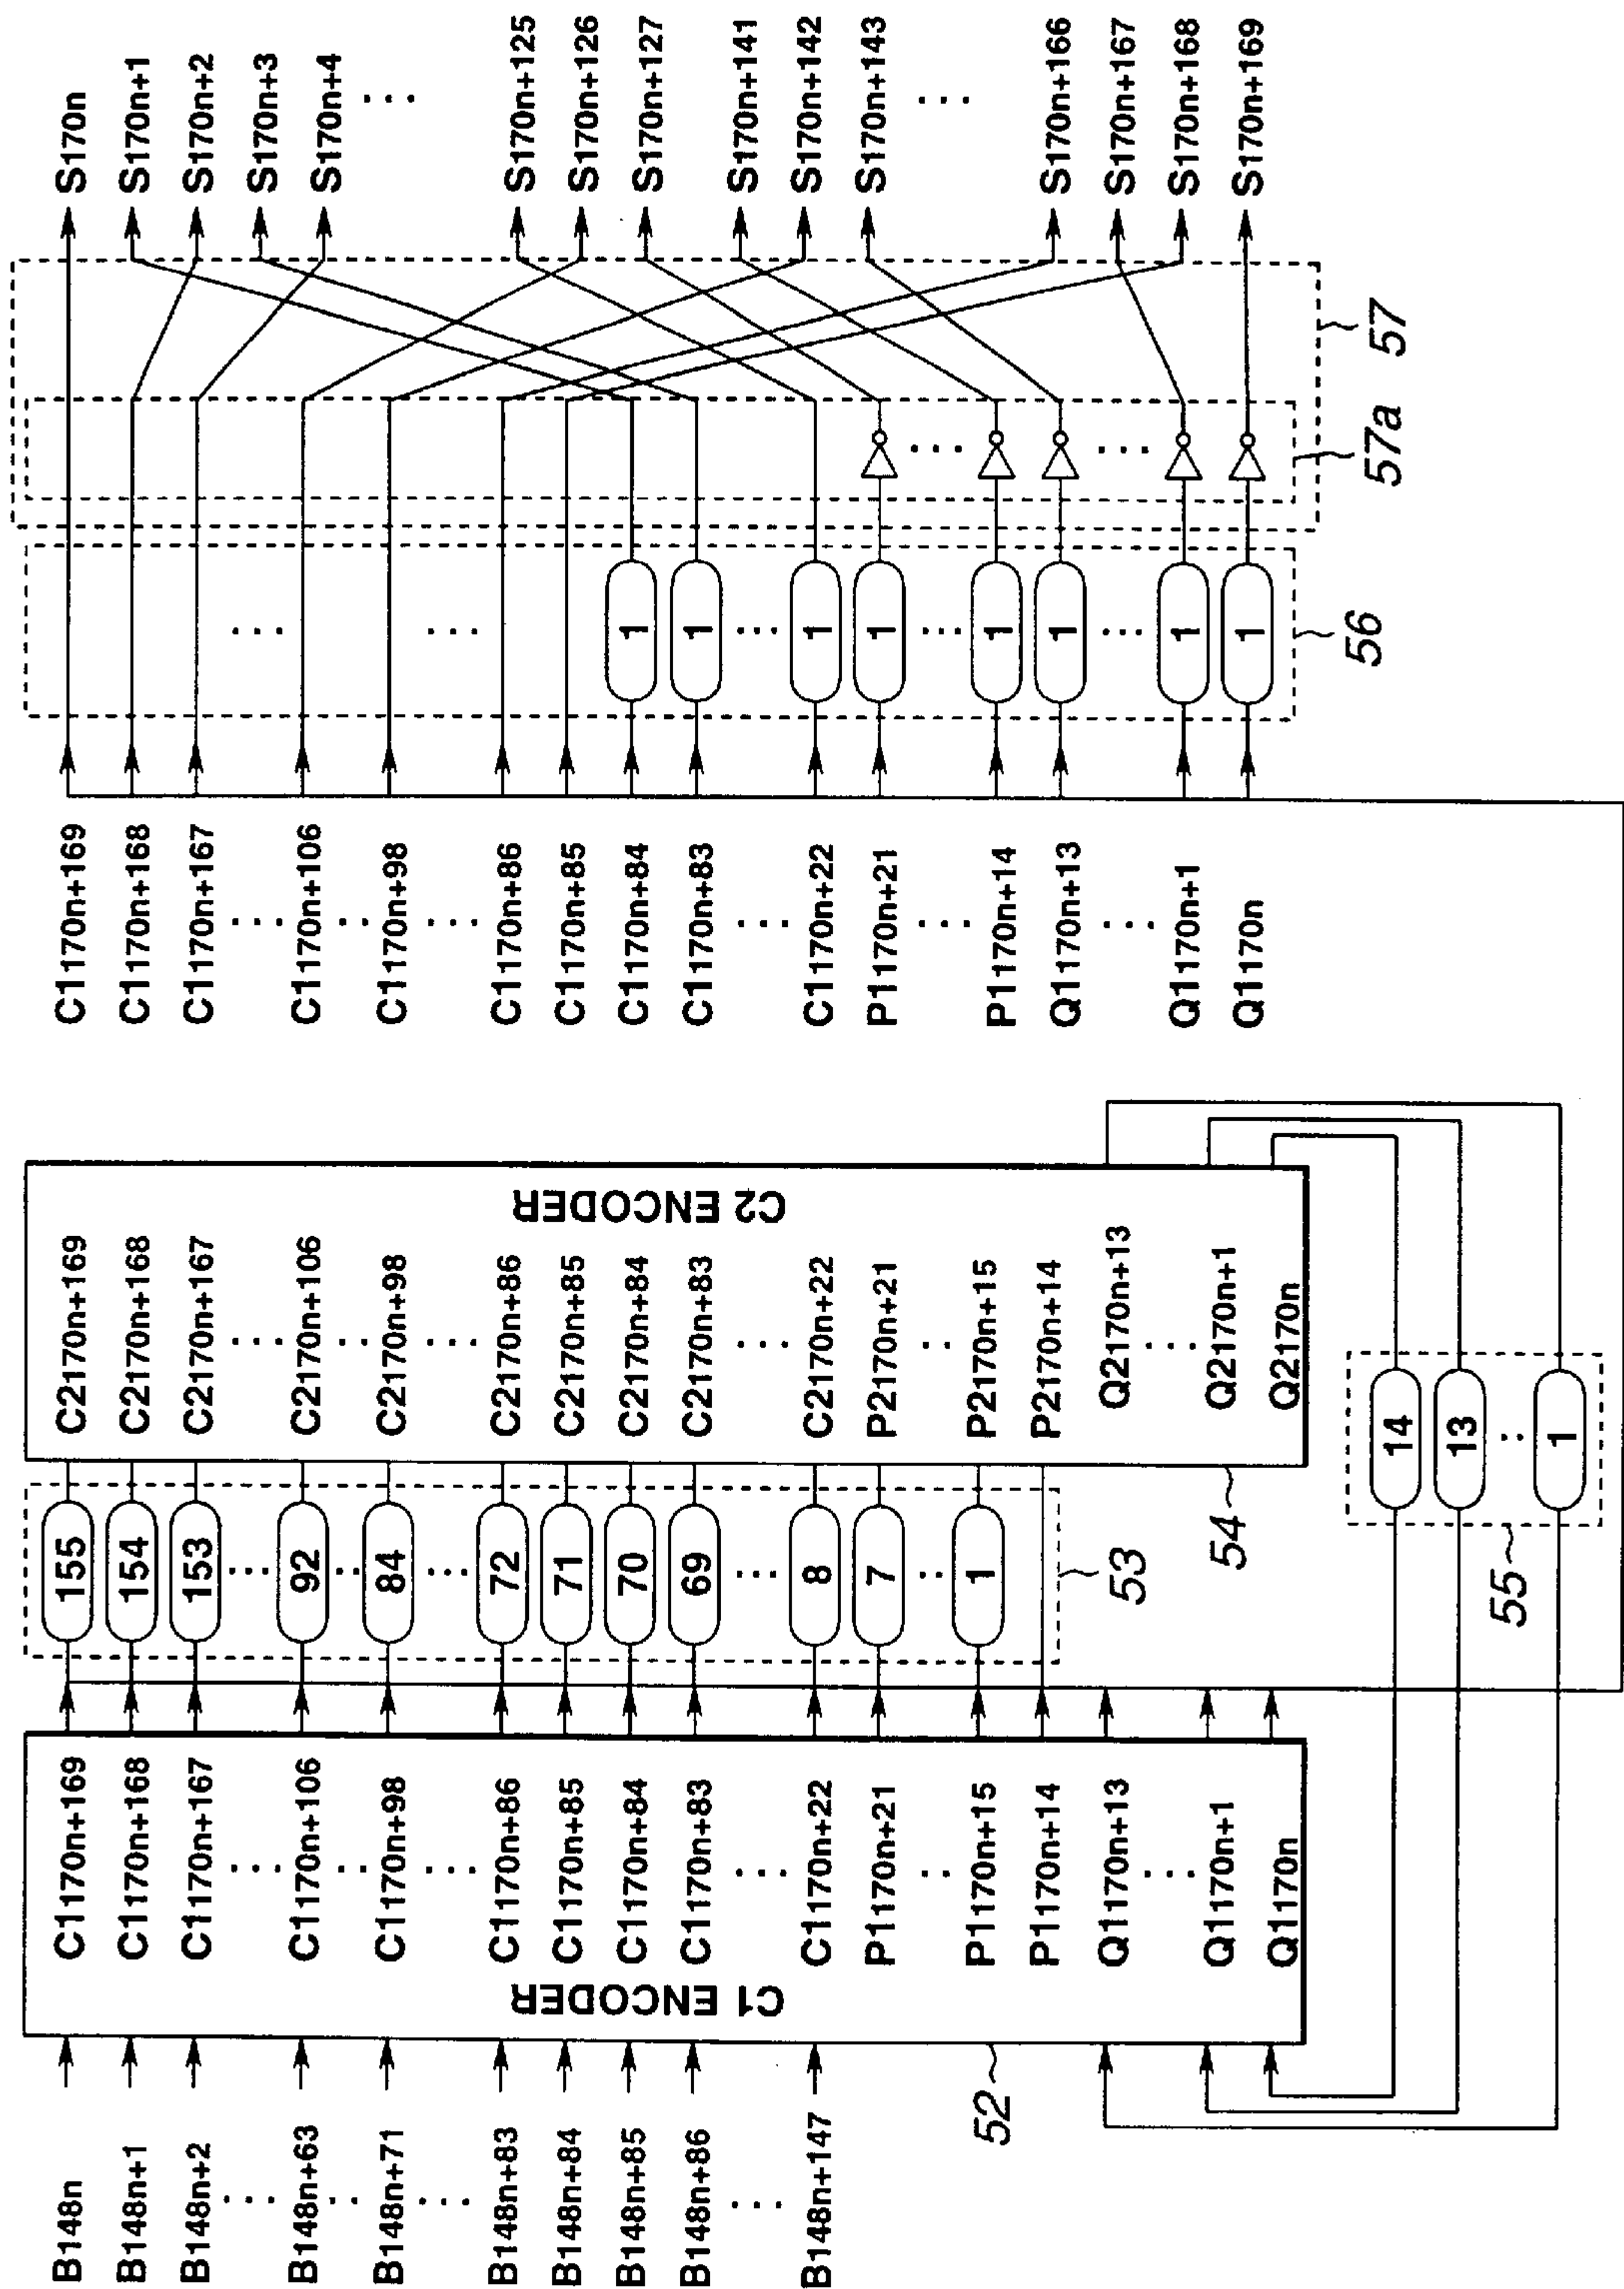 B148n
B148n+1
B148n+2
...
B148n+63
..
B148n+71
...
B148n+83
B148n+84
B148n+85
B148n+86
...
B148n+147
52
C1 ENCODER
C1170n+169
C1170n+168
C1170n+167
...
C1170n+106
..
C1170n+98
...
C1170n+86
C1170n+85
C1170n+84
C1170n+83
...
C1170n+22
P1170n+21
..
P1170n+15
P1170n+14
Q1170n+13
...
Q1170n+1
Q1170n
155
154
153
...
92
..
84
...
72
71
70
69
...
8
7
..
1
53
C2 ENCODER
C2170n+169
C2170n+168
C2170n+167
...
C2170n+106
..
C2170n+98
...
C2170n+86
C2170n+85
C2170n+84
C2170n+83
...
C2170n+22
P2170n+21
..
P2170n+15
P2170n+14
Q2170n+13
...
Q2170n+1
Q2170n
54
14
13
..
1
55
C1170n+169
C1170n+168
C1170n+167
...
C1170n+106
..
C1170n+98
...
C1170n+86
C1170n+85
C1170n+84
C1170n+83
...
C1170n+22
P1170n+21
...
P1170n+14
Q1170n+13
...
Q1170n+1
Q1170n
...
...
1
1
...
1
1
...
1
1
...
1
1
56
...
...
57a
57
S170n
S170n+1
S170n+2
S170n+3
S170n+4
...
S170n+125
S170n+126
S170n+127
S170n+141
S170n+142
S170n+143
...
S170n+166
S170n+167
S170n+168
S170n+169